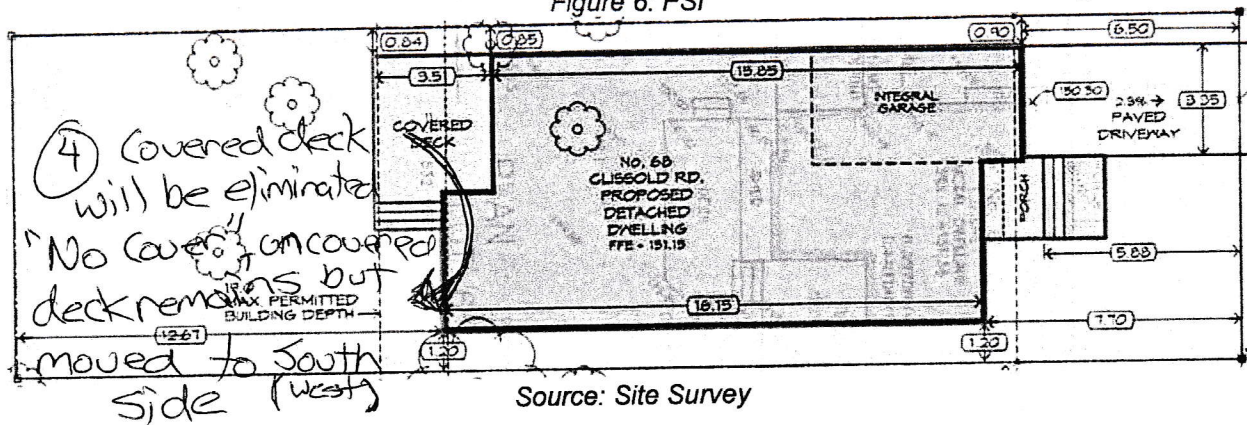 Figure 6. FSI
0.84
0.85
0.90
6.50
3.51
15.85
INTEGRAL
GARAGE
130.30
2.3% →
PAVED
DRIVEWAY
3.05
COVERED
DECK
④ Covered deck
will be eliminated
"No Cover", uncovered
deck remains but
moved to South
side (west)
No. 68
CLISSOLD RD.
PROPOSED
DETACHED
DWELLING
FFE - 151.15
PORCH
5.88
MAX. PERMITTED
BUILDING DEPTH
12.67
16.15
7.70
1.20
1.20
Source: Site Survey